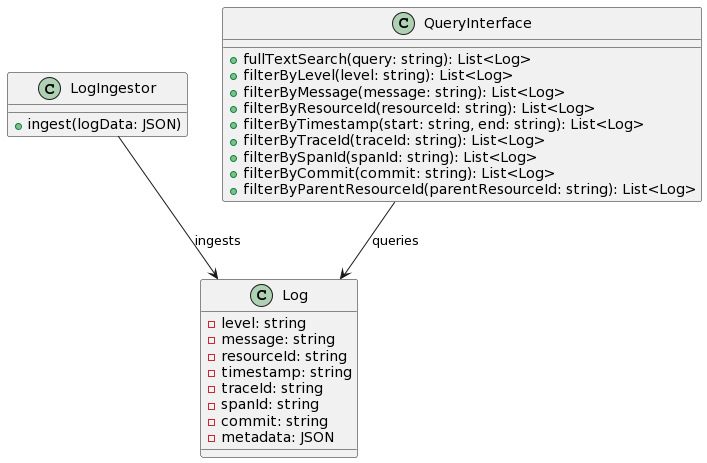 C QueryInterface
fullTextSearch(query: string): List<Log>
filterByLevel(level: string): List<Log>
filterByMessage(message: string): List<Log>
filterByResourceId(resourceId: string): List<Log>
filterByTimestamp(start: string, end: string): List<Log>
filterByTraceId(traceId: string): List<Log>
filterBySpanId(spanId: string): List<Log>
filterByCommit(commit: string): List<Log>
filterByParentResourceId(parentResourceId: string): List<Log>
C LogIngestor
ingest(logData: JSON)
ingests
queries
C Log
level: string
message: string
resourceId: string
timestamp: string
traceId: string
spanId: string
commit: string
metadata: JSON